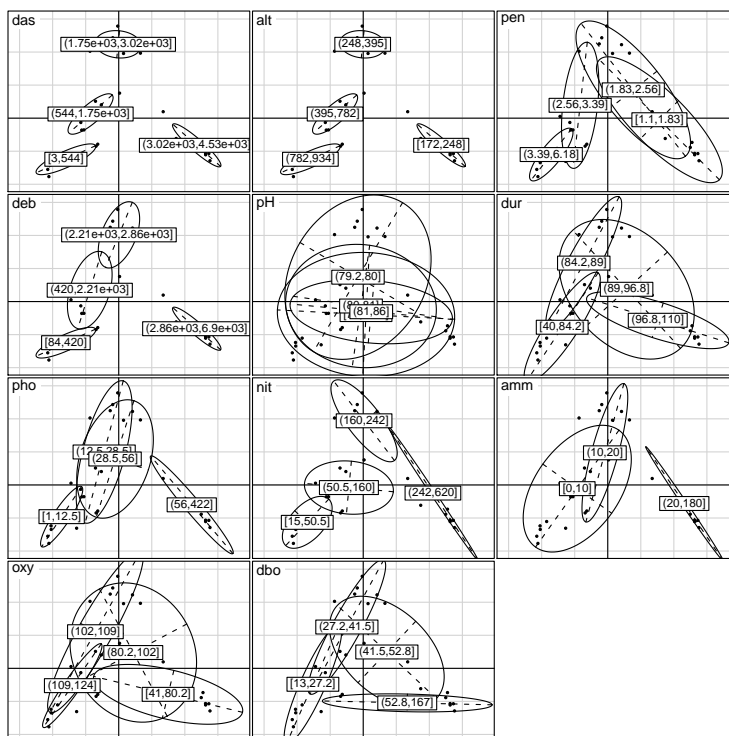 das
(1.75e+03,3.02e+03]
(544,1.75e+03]
(3.02e+03,4.53e+03]
[3,544]
alt
(248,395]
(395,782]
(782,934]
[172,248]
pen
(1.83,2.56]
(2.56,3.39]
[1.1,1.83]
(3.39,6.18]
deb
(2.21e+03,2.86e+03]
(420,2.21e+03]
(2.86e+03,6.9e+03]
[84,420]
pH
(79.2,80]
(81,86]
dur
(84.2,89]
(89,96.8]
[40,84.2]
(96.8,110]
pho
(12.5,28.5]
(28.5,56]
[1,12.5]
(56,422]
nit
(160,242]
(50.5,160]
(242,620]
[15,50.5]
amm
(10,20]
[0,10]
(20,180]
oxy
(102,109]
(80.2,102]
(109,124]
[41,80.2]
dbo
(27.2,41.5]
(41.5,52.8]
[13,27.2]
(52.8,167]